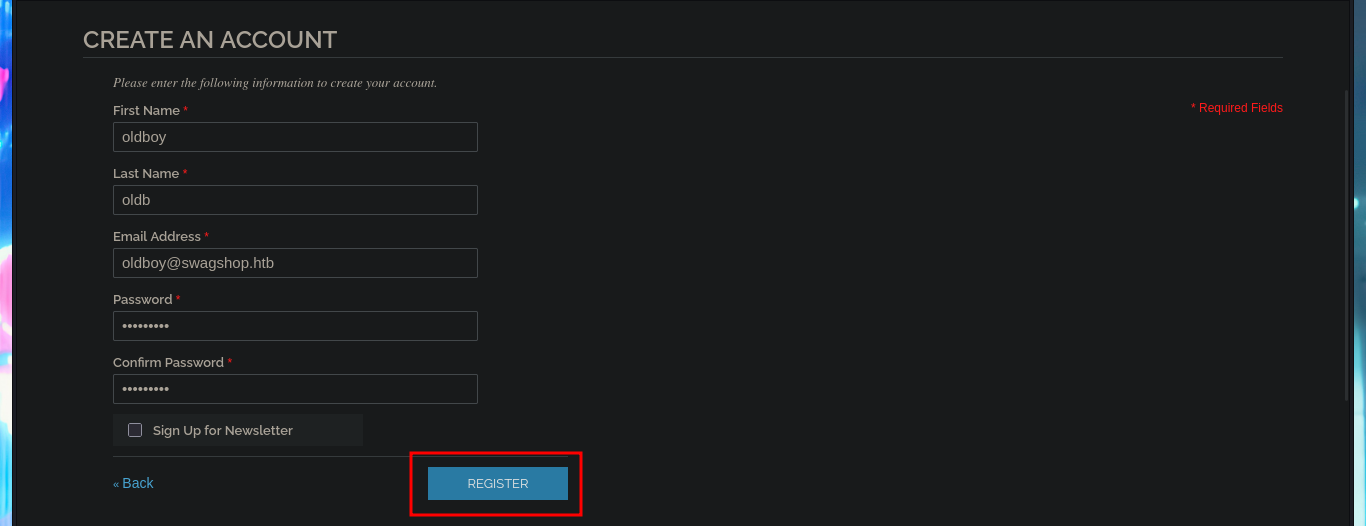 CREATE AN ACCOUNT
Please enter the following information to create your account.
* Required Fields
First Name *
oldboy
Last Name *
oldb
Email Address *
oldboy@swagshop.htb
Password *
•••••••••
Confirm Password *
•••••••••
Sign Up for Newsletter
« Back
REGISTER